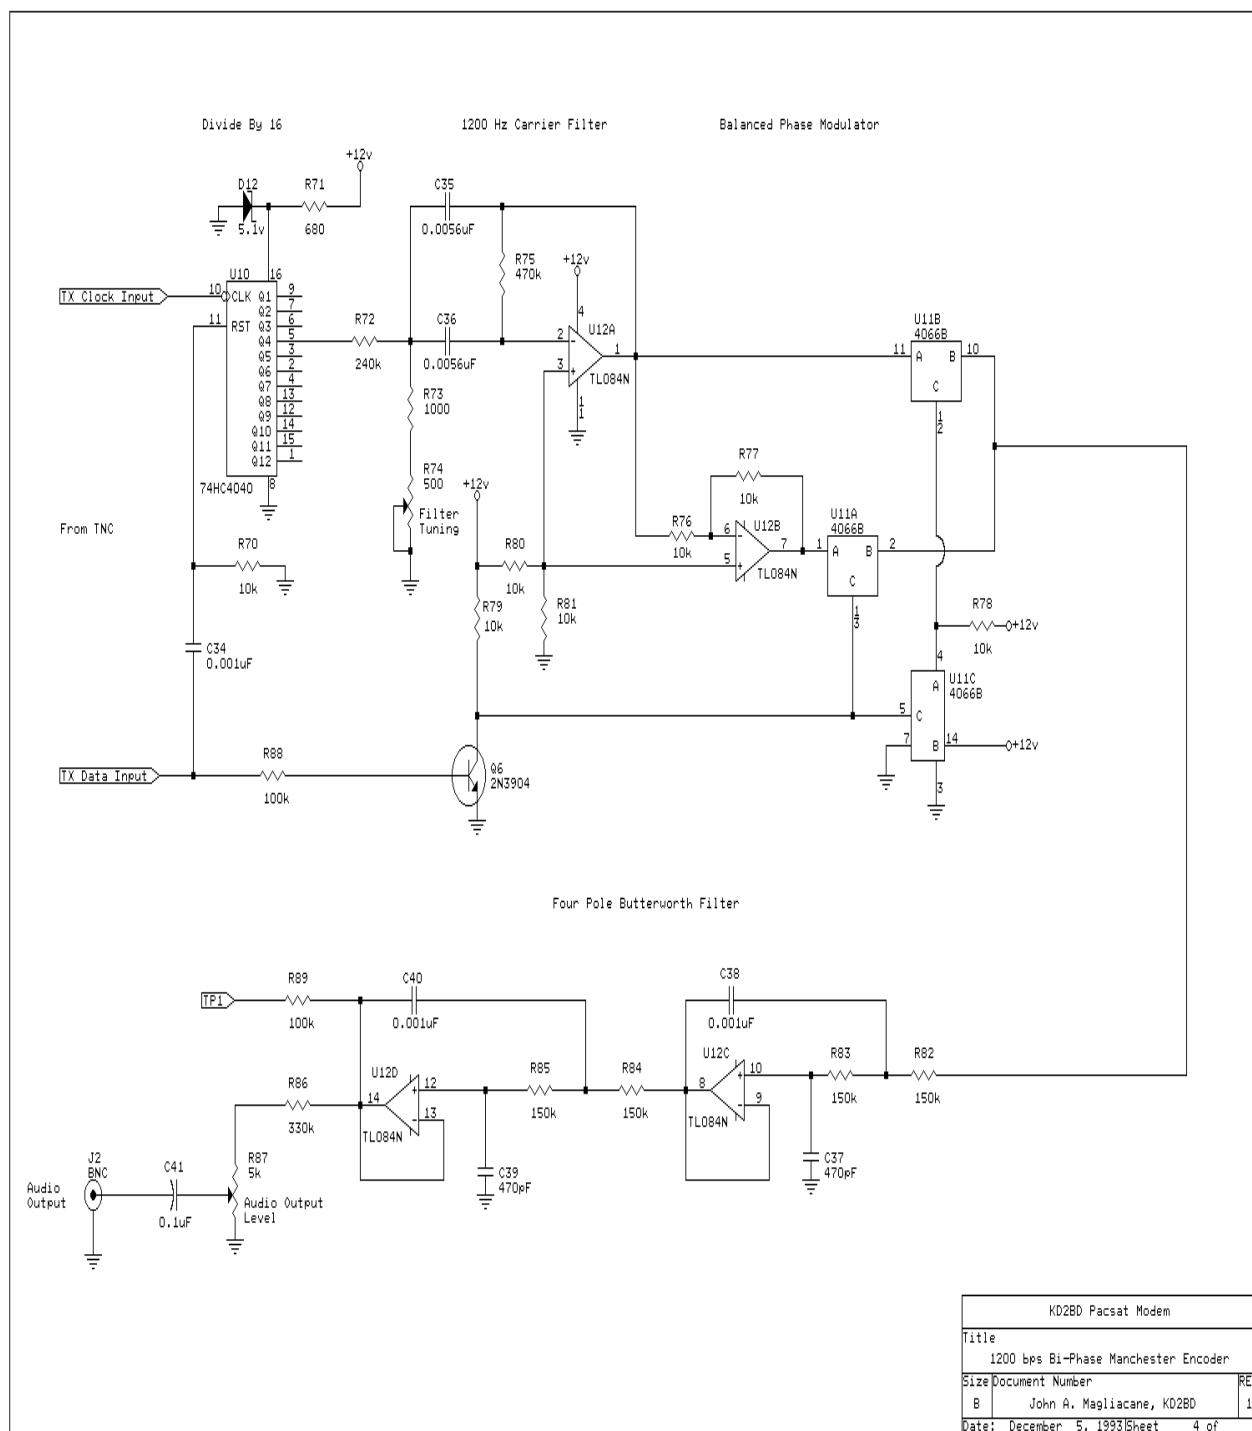 Divide By 16
1200 Hz Carrier Filter
Balanced Phase Modulator
+12v
D12
R71
5.1v
680
C35
0.0056uF
R75
470k
+12v
4
U10
16
TX Clock Input
10
CLK
11
RST
Q1 9
Q2 7
Q3 6
Q4 5
Q5 3
Q6 2
Q7 4
Q8 13
Q9 12
Q10 14
Q11 15
Q12 1
74HC4040
8
R72
240k
C36
0.0056uF
2
-
3
+
U12A
1
TL084N
1
1
R73
1000
R74
500
Filter
Tuning
U11B
4066B
11
A
B
10
C
1
2
R77
10k
R76
10k
6
-
5
+
U12B
7
TL084N
U11A
4066B
1
A
B
2
C
1
3
+12v
From TNC
R70
10k
R80
10k
R79
10k
R81
10k
R78
+12v
10k
C34
0.001uF
4
A
U11C
4066B
5
C
7
B
14
+12v
3
TX Data Input
R88
100k
Q6
2N3904
Four Pole Butterworth Filter
TP1
R89
100k
C40
0.001uF
C38
0.001uF
U12D
12
+
13
-
14
TL084N
R85
150k
R84
150k
U12C
10
+
9
-
8
TL084N
R83
150k
R82
150k
R86
330k
C39
470pF
C37
470pF
J2
BNC
Audio
Output
C41
0.1uF
R87
5k
Audio Output
Level
KD2BD Pacsat Modem
Title
1200 bps Bi-Phase Manchester Encoder
Size Document Number RE
B John A. Magliacane, KD2BD 1
Date: December 5, 1993 Sheet 4 of